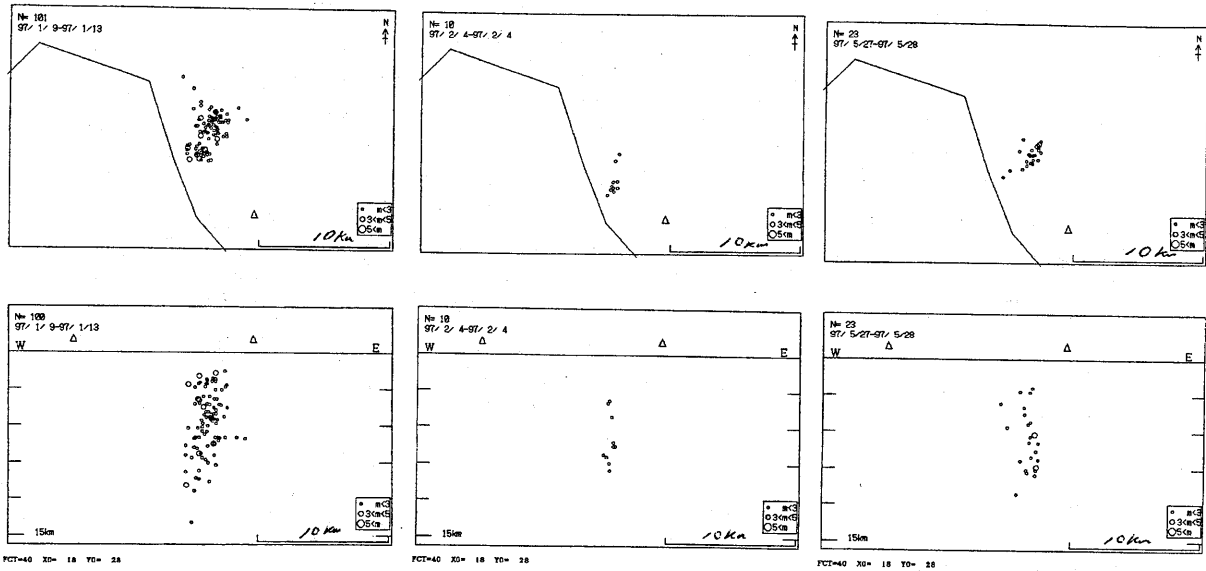 N= 101
97/ 1/ 9-97/ 1/13
N
m<3
3<m<5
5<m
10Km
N= 10
97/ 2/ 4-97/ 2/ 4
N
m<3
3<m<5
5<m
10Km
N= 23
97/ 5/27-97/ 5/28
N
m<3
3<m<5
5<m
10Km
N= 100
97/ 1/ 9-97/ 1/13
W
E
m<3
3<m<5
5<m
15km
10Km
FCT=40 X0= 18 Y0= 28
N= 10
97/ 2/ 4-97/ 2/ 4
W
E
m<3
3<m<5
5<m
15km
10Km
FCT=40 X0= 18 Y0= 28
N= 23
97/ 5/27-97/ 5/28
W
E
m<3
3<m<5
5<m
15km
10Km
FCT=40 X0= 18 Y0= 28